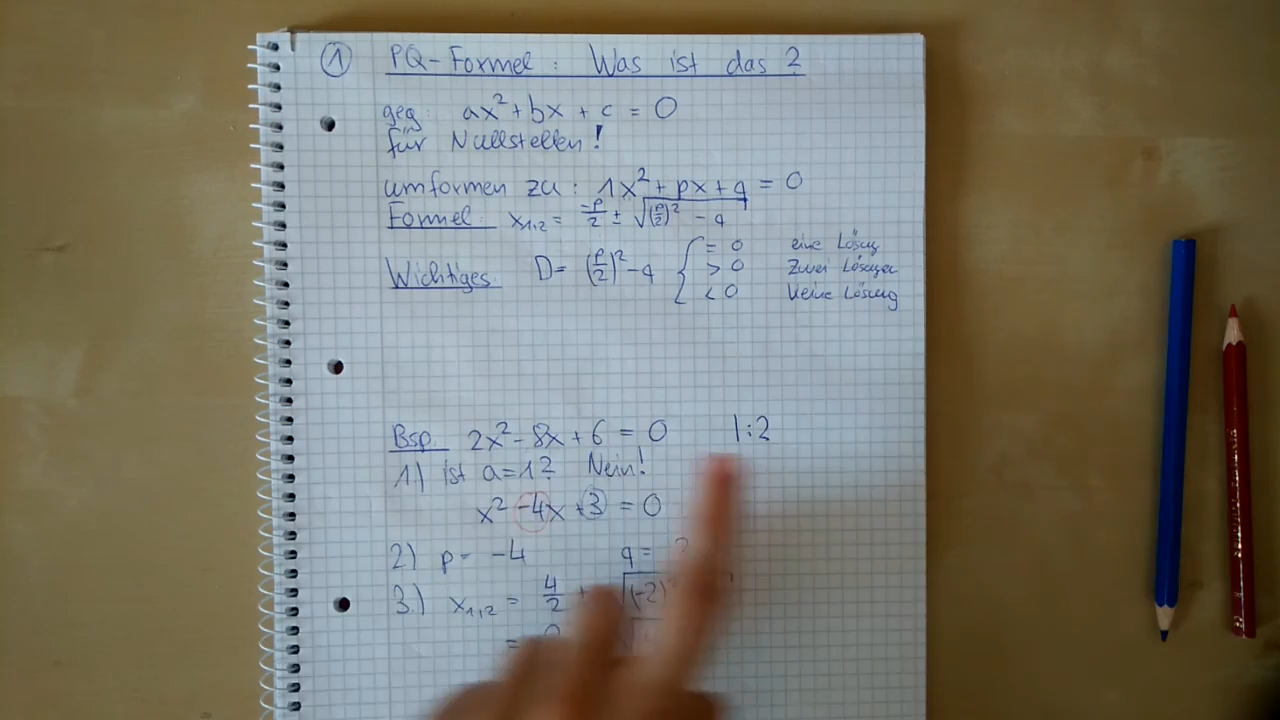 ① PQ-Formel: Was ist das?
geg: ax² + bx + c = 0
für Nullstellen!
umformen zu: 1x² + px + q = 0
Formel: x₁,₂ = -p/2 ± √((p/2)² - q)
Wichtiges D = (p/2)² - q { = 0 eine Lösung
> 0 zwei Lösungen
< 0 keine Lösung
Bsp. 2x² - 8x + 6 = 0 |:2
1.) ist a=1? Nein!
x² -4x +3 = 0
2) p = -4 q =
3.) x₁,₂ = 4/2 √(-2)
=